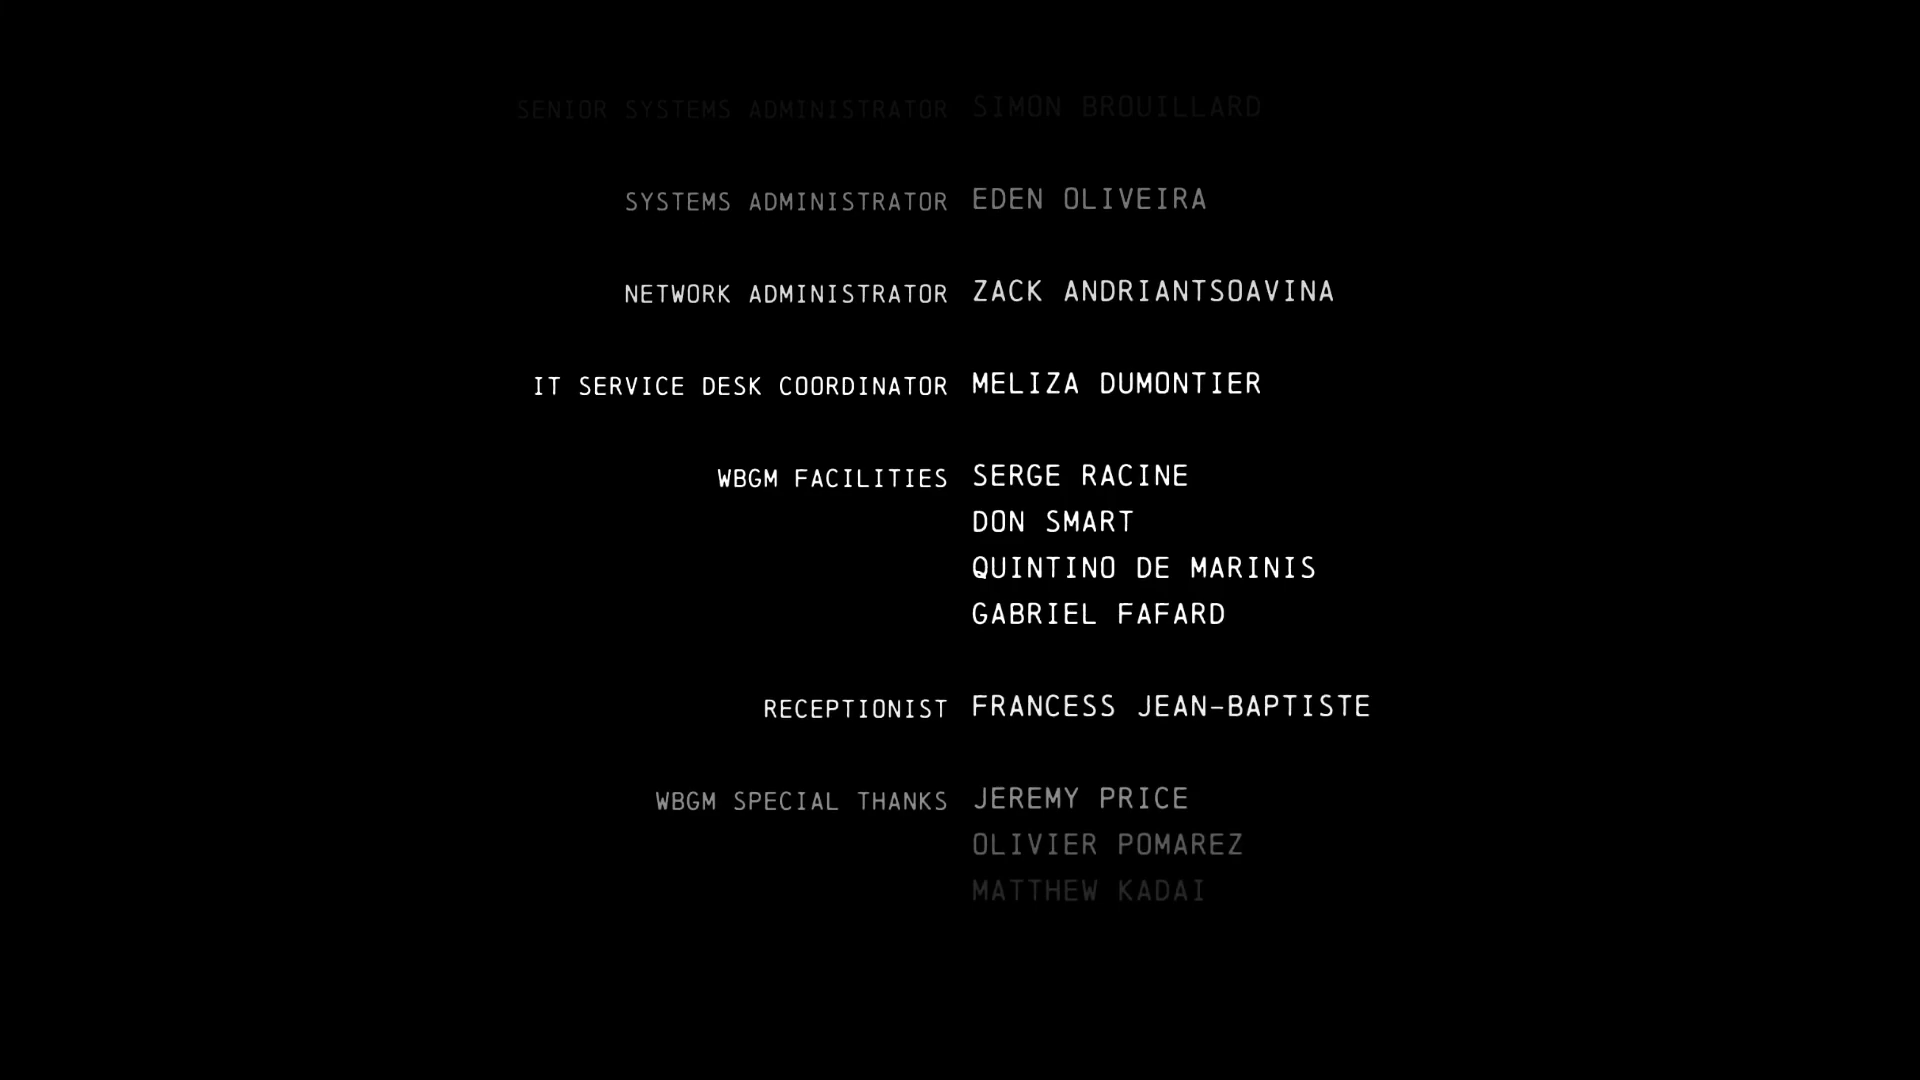 SENIOR SYSTEMS ADMINISTRATOR SIMON BROUILLARD
SYSTEMS ADMINISTRATOR EDEN OLIVEIRA
NETWORK ADMINISTRATOR ZACK ANDRIANTSOAVINA
IT SERVICE DESK COORDINATOR MELIZA DUMONTIER
WBGM FACILITIES SERGE RACINE
DON SMART
QUINTINO DE MARINIS
GABRIEL FAFARD
RECEPTIONIST FRANCESS JEAN-BAPTISTE
WBGM SPECIAL THANKS JEREMY PRICE
OLIVIER POMAREZ
MATTHEW KADAI